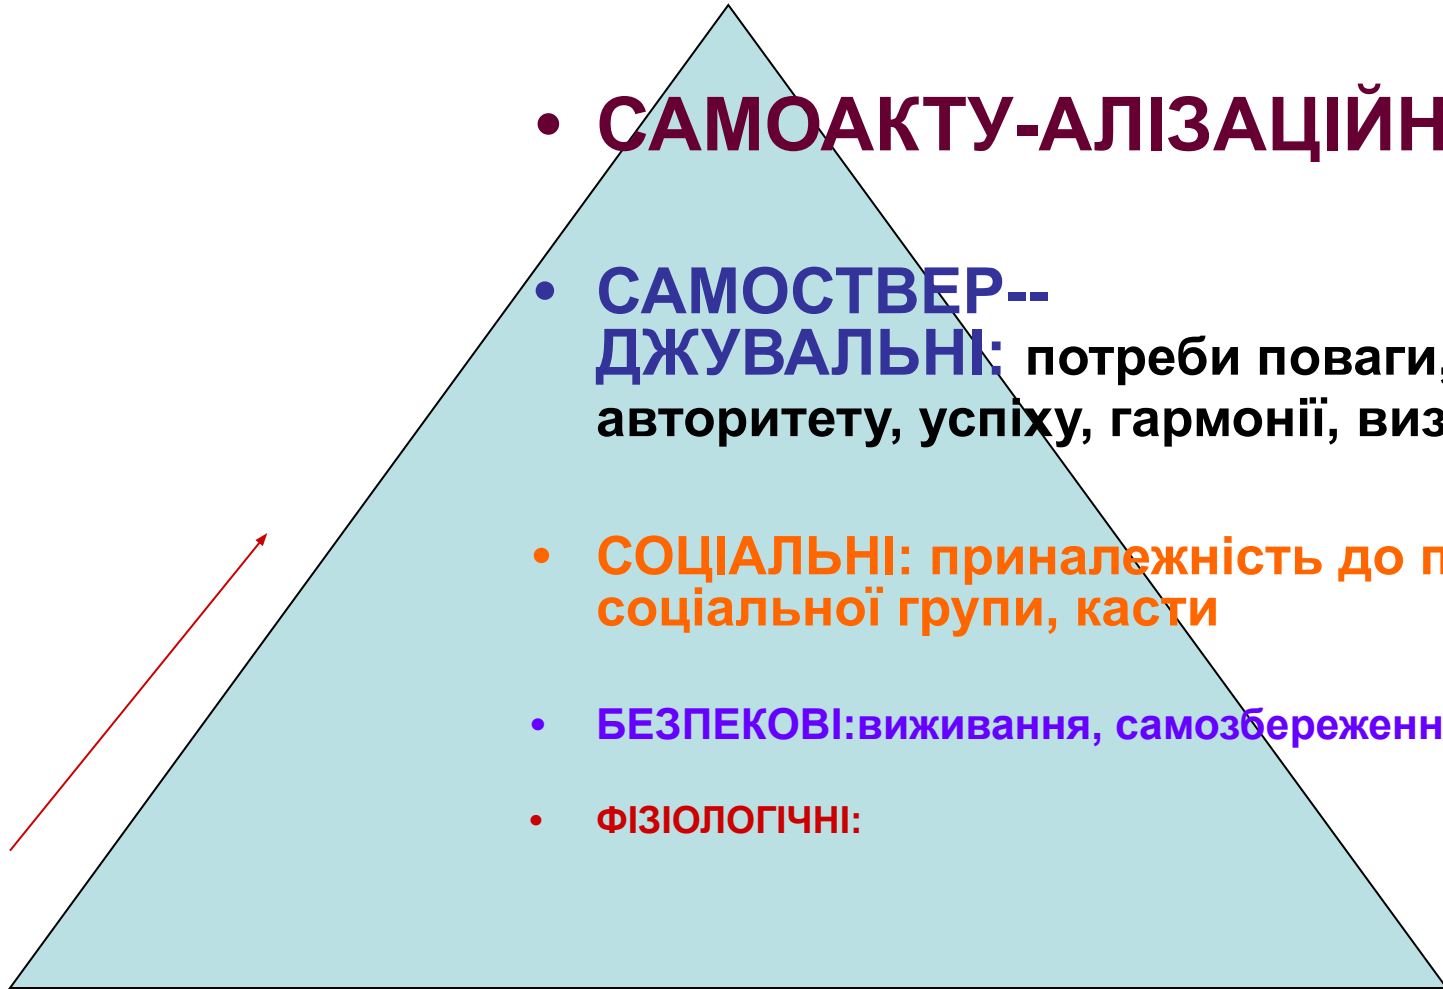 • САМОАКТУ-АЛІЗАЦІЙН
• САМОСТВЕР--
ДЖУВАЛЬНІ: потреби поваги,
авторитету, успіху, гармонії, виз
• СОЦІАЛЬНІ: приналежність до п
соціальної групи, касти
• БЕЗПЕКОВІ:виживання, самозбереженн
• ФІЗІОЛОГІЧНІ: